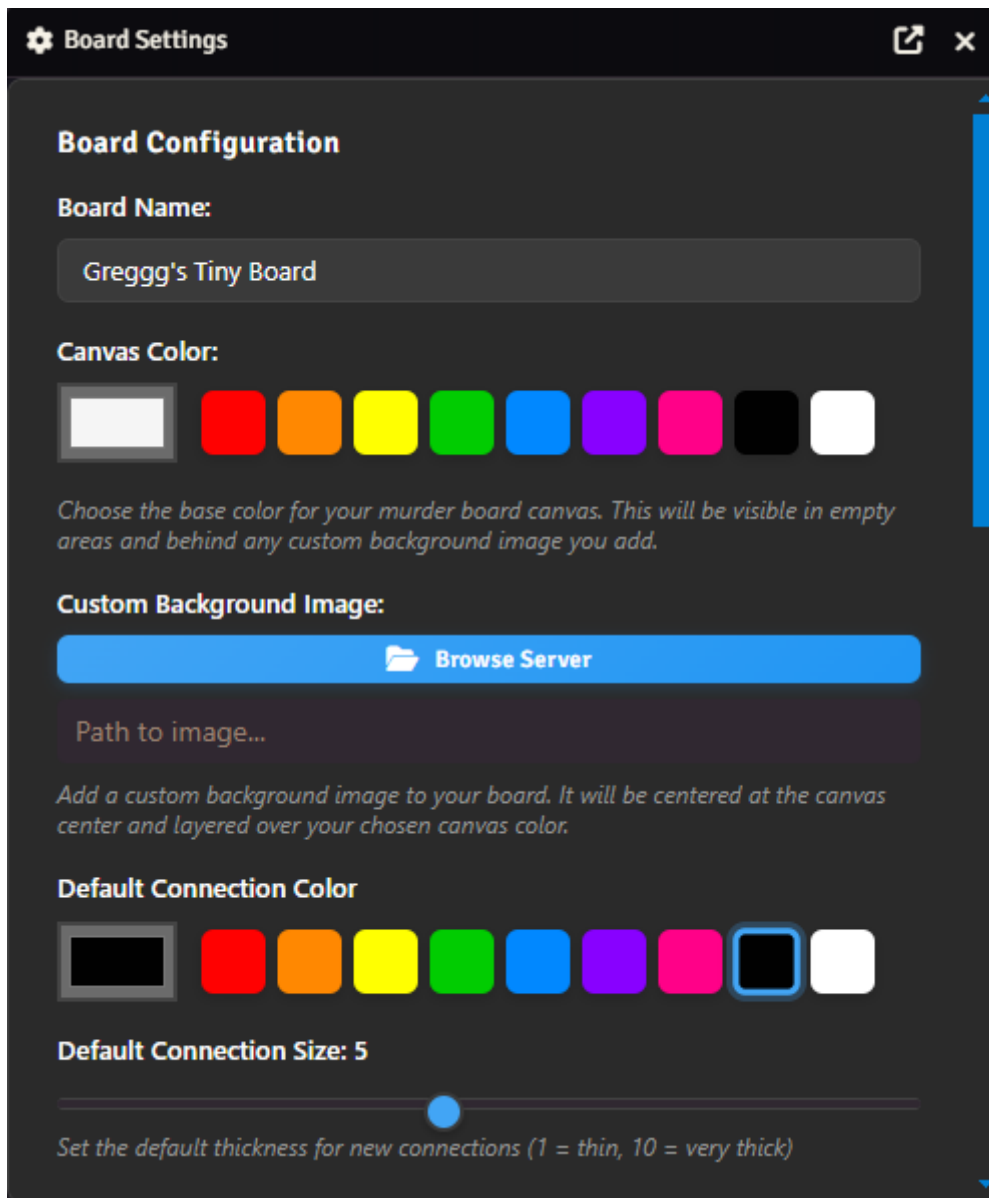 Board Settings
Board Configuration
Board Name:
Greggg's Tiny Board
Canvas Color:
Choose the base color for your murder board canvas. This will be visible in empty
areas and behind any custom background image you add.
Custom Background Image:
Browse Server
Path to image...
Add a custom background image to your board. It will be centered at the canvas
center and layered over your chosen canvas color.
Default Connection Color
Default Connection Size: 5
Set the default thickness for new connections (1 = thin, 10 = very thick)